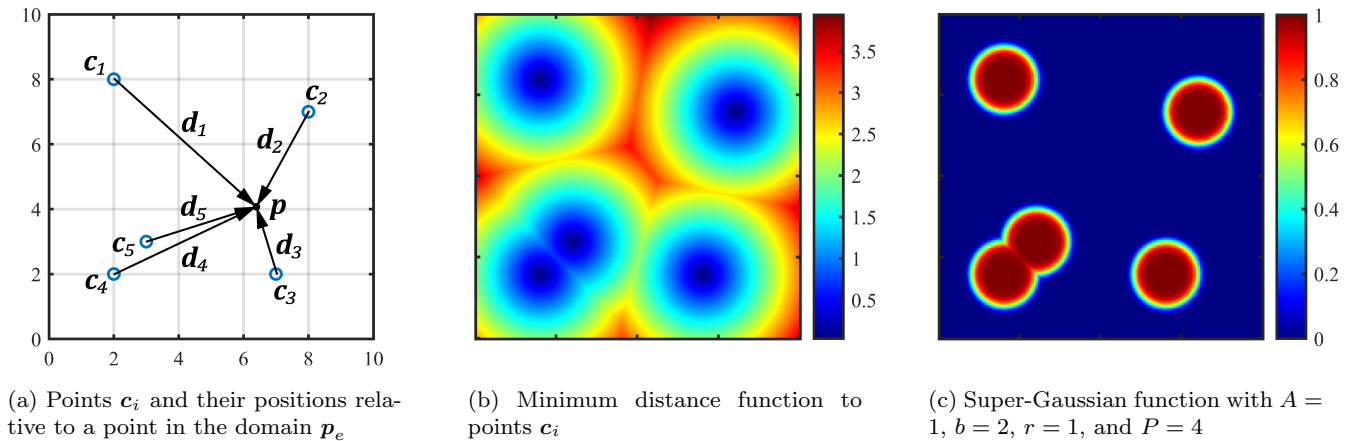 10
8
6
4
2
0
0
2
4
6
8
10
c1
c2
c3
c4
c5
d1
d2
d3
d4
d5
p
3.5
3
2.5
2
1.5
1
0.5
1
0.8
0.6
0.4
0.2
0
(a) Points ci and their positions rela-
tive to a point in the domain pe
(b) Minimum distance function to
points ci
(c) Super-Gaussian function with A =
1, b = 2, r = 1, and P = 4